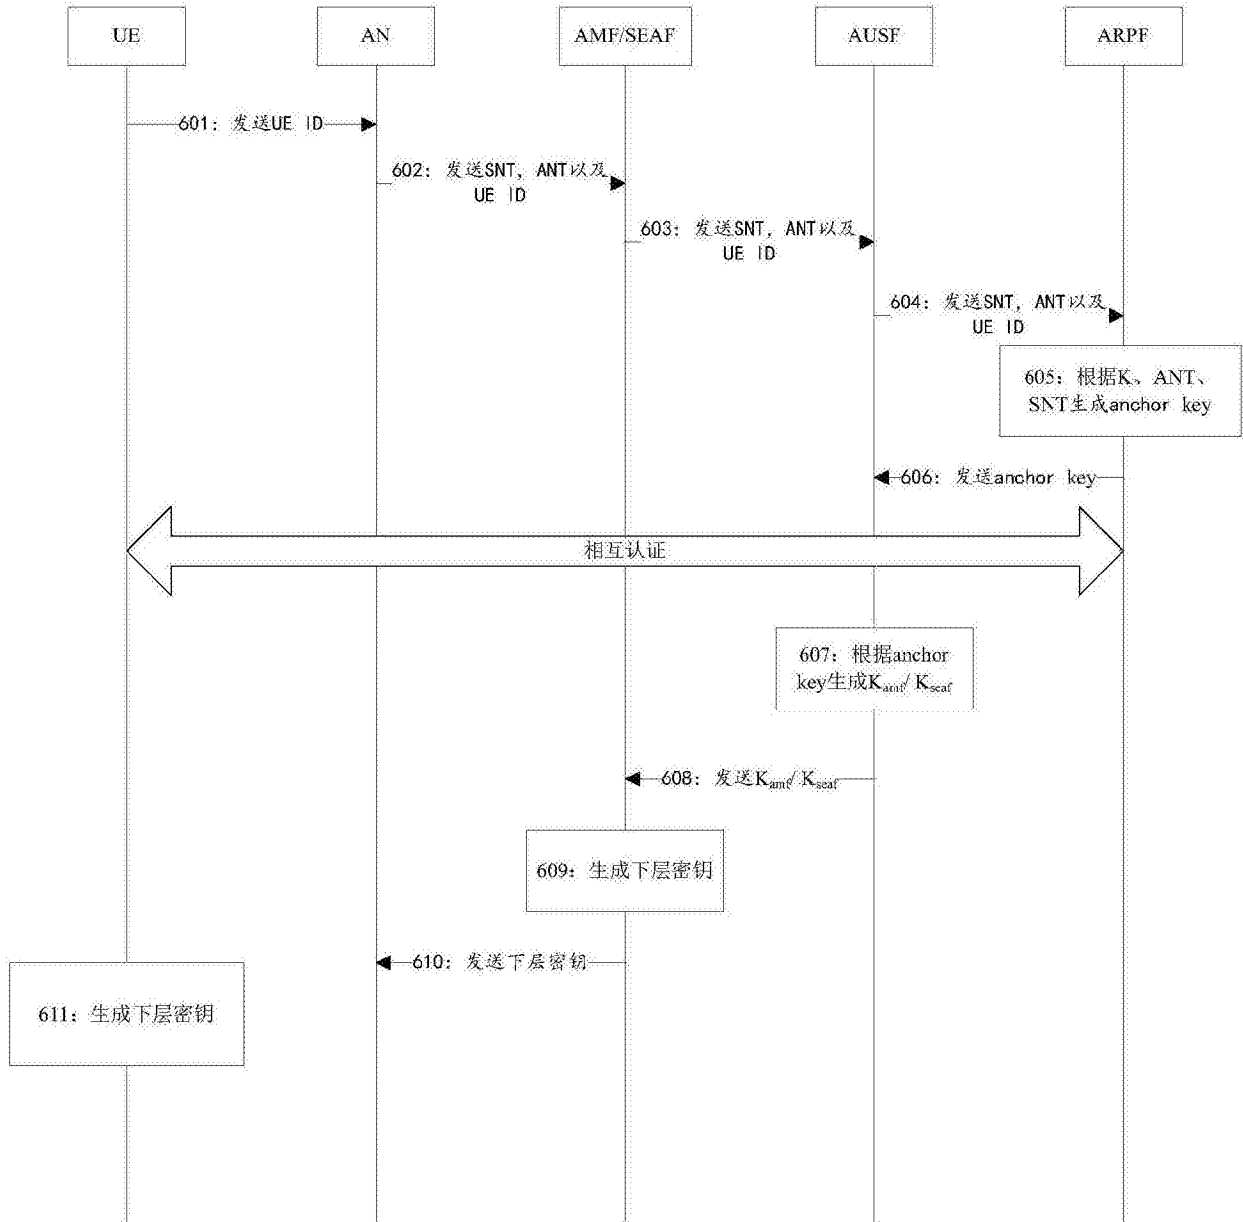 UE
AN
AMF/SEAF
AUSF
ARPF
601：发送UE ID
602：发送SNT，ANT以及
UE ID
603：发送SNT，ANT以及
UE ID
604：发送SNT，ANT以及
UE ID
605：根据K、ANT、
SNT生成anchor key
606：发送anchor key
相互认证
607：根据anchor
key生成Kamf/ Kseaf
608：发送Kamf/ Kseaf
609：生成下层密钥
610：发送下层密钥
611：生成下层密钥